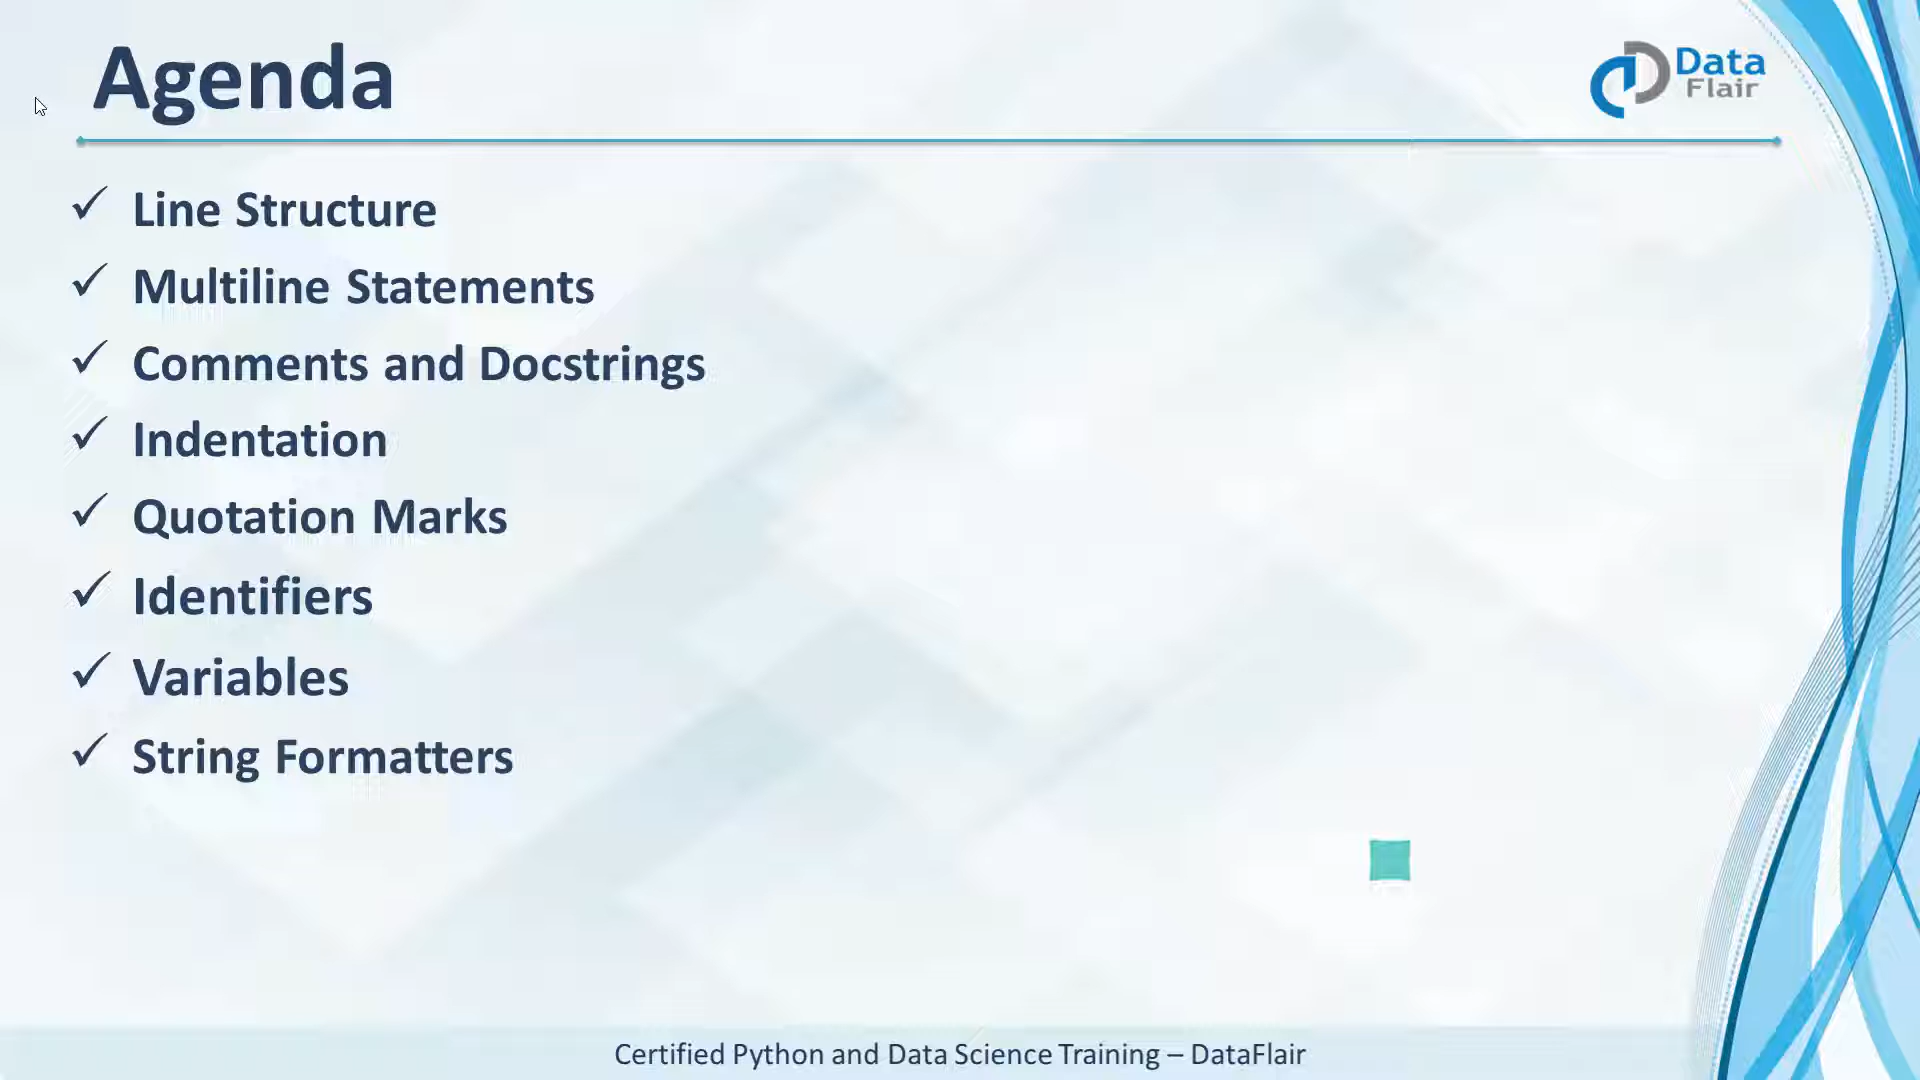 Agenda
Data
Flair
Line Structure
Multiline Statements
Comments and Docstrings
Indentation
Quotation Marks
Identifiers
Variables
String Formatters
Certified Python and Data Science Training – DataFlair